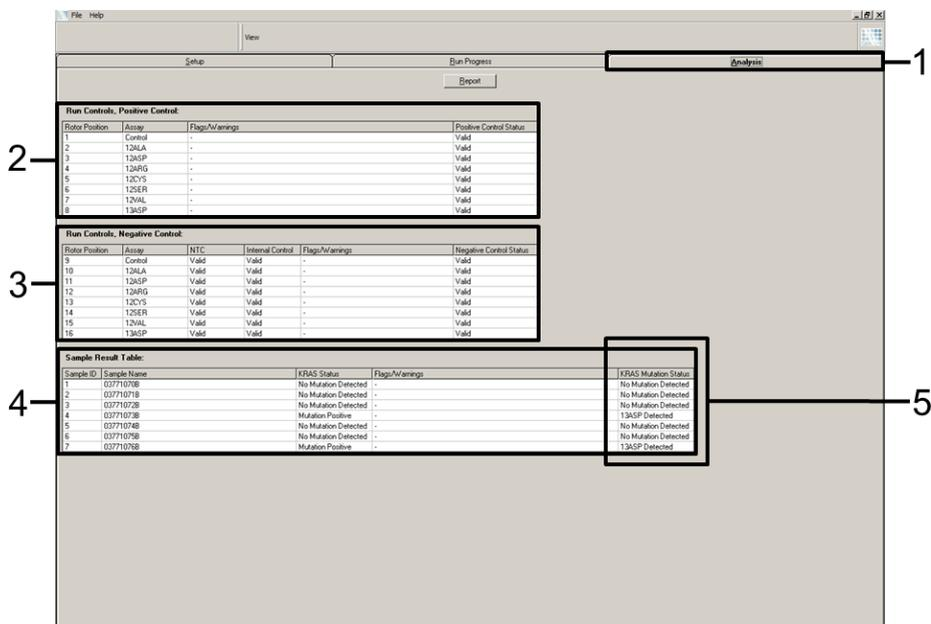 File Help
View
Setup Run Progress Analysis
1
Report
Run Controls, Positive Control:
Rotor Position Assay Flags/Warnings Positive Control Status
1 Control - Valid
2 12ALA - Valid
3 12ASP - Valid
4 12ARG - Valid
5 12CYS - Valid
6 12SER - Valid
7 12VAL - Valid
8 13ASP - Valid
2
Run Controls, Negative Control:
Rotor Position Assay NTC Internal Control Flags/Warnings Negative Control Status
9 Control Valid Valid - Valid
10 12ALA Valid Valid - Valid
11 12ASP Valid Valid - Valid
12 12ARG Valid Valid - Valid
13 12CYS Valid Valid - Valid
14 12SER Valid Valid - Valid
15 12VAL Valid Valid - Valid
16 13ASP Valid Valid - Valid
3
Sample Result Table:
Sample ID Sample Name KRAS Status Flags/Warnings KRAS Mutation Status
1 03771070B No Mutation Detected - No Mutation Detected
2 03771071B No Mutation Detected - No Mutation Detected
3 03771072B No Mutation Detected - No Mutation Detected
4 03771073B Mutation Positive - 13ASP Detected
5 03771074B No Mutation Detected - No Mutation Detected
6 03771075B No Mutation Detected - No Mutation Detected
7 03771076B Mutation Positive - 13ASP Detected
4
5